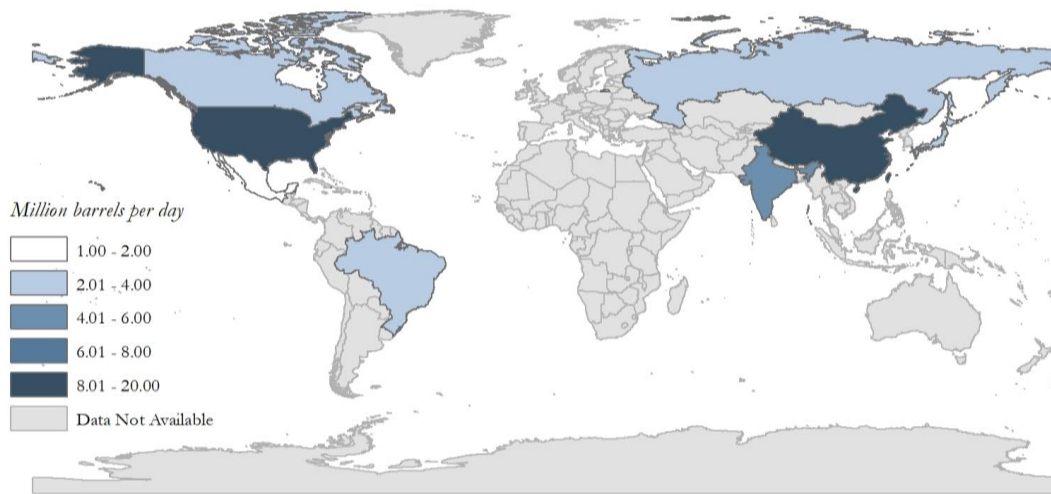 Million barrels per day
1.00 - 2.00
2.01 - 4.00
4.01 - 6.00
6.01 - 8.00
8.01 - 20.00
Data Not Available